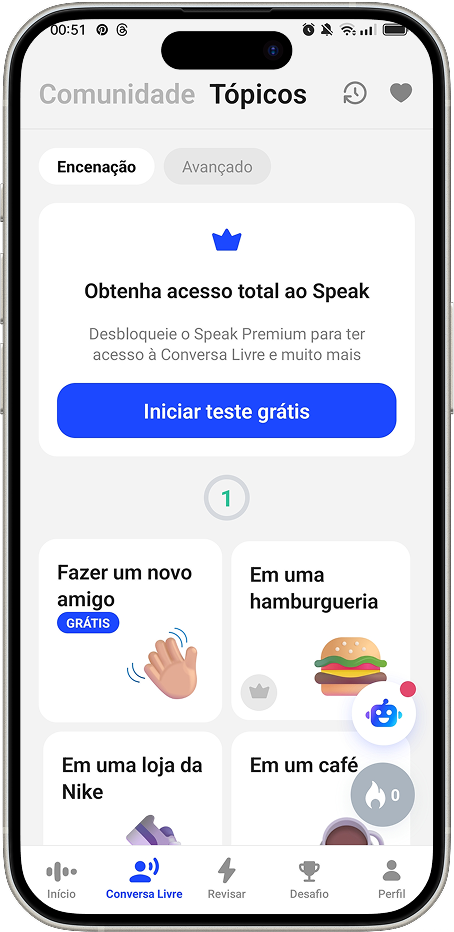 00:51
Comunidade Tópicos
Encenação Avançado
Obtenha acesso total ao Speak
Desbloqueie o Speak Premium para ter
acesso à Conversa Livre e muito mais
Iniciar teste grátis
1
Fazer um novo
amigo
GRÁTIS
Em uma
hamburgueria
Em uma loja da
Nike
Em um café
0
Início Conversa Livre Revisar Desafio Perfil